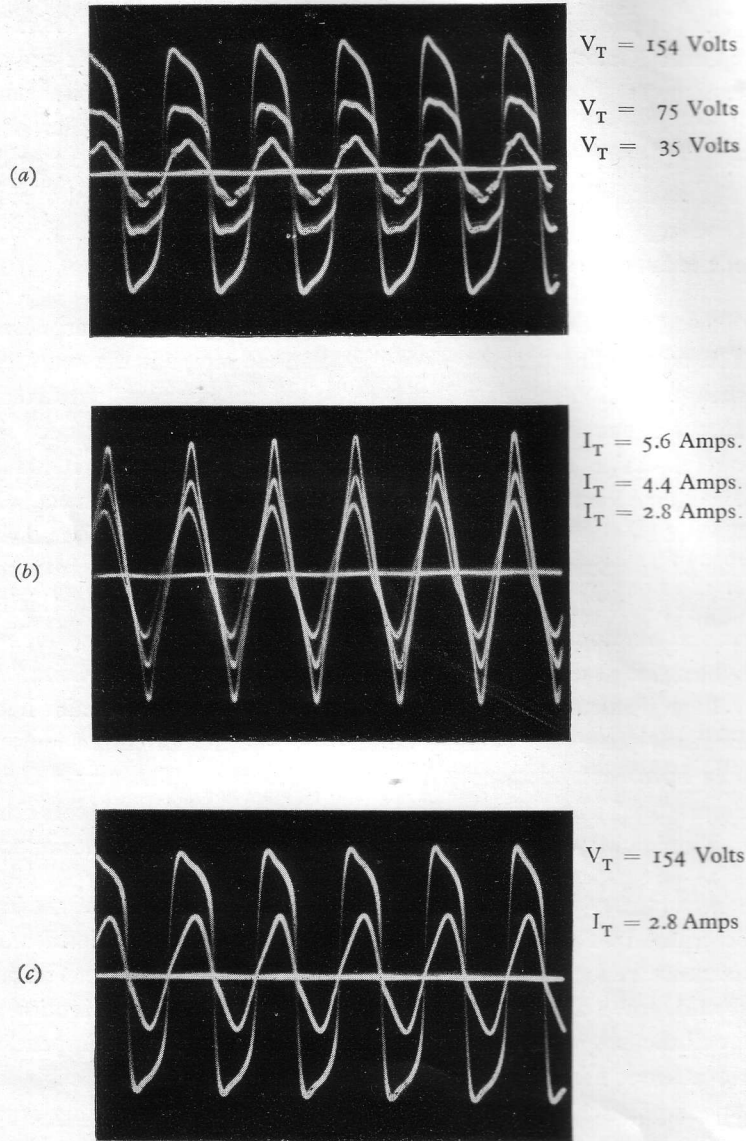 V_T = 154 Volts
V_T = 75 Volts
V_T = 35 Volts
(a)
I_T = 5.6 Amps.
I_T = 4.4 Amps.
I_T = 2.8 Amps.
(b)
V_T = 154 Volts
I_T = 2.8 Amps
(c)